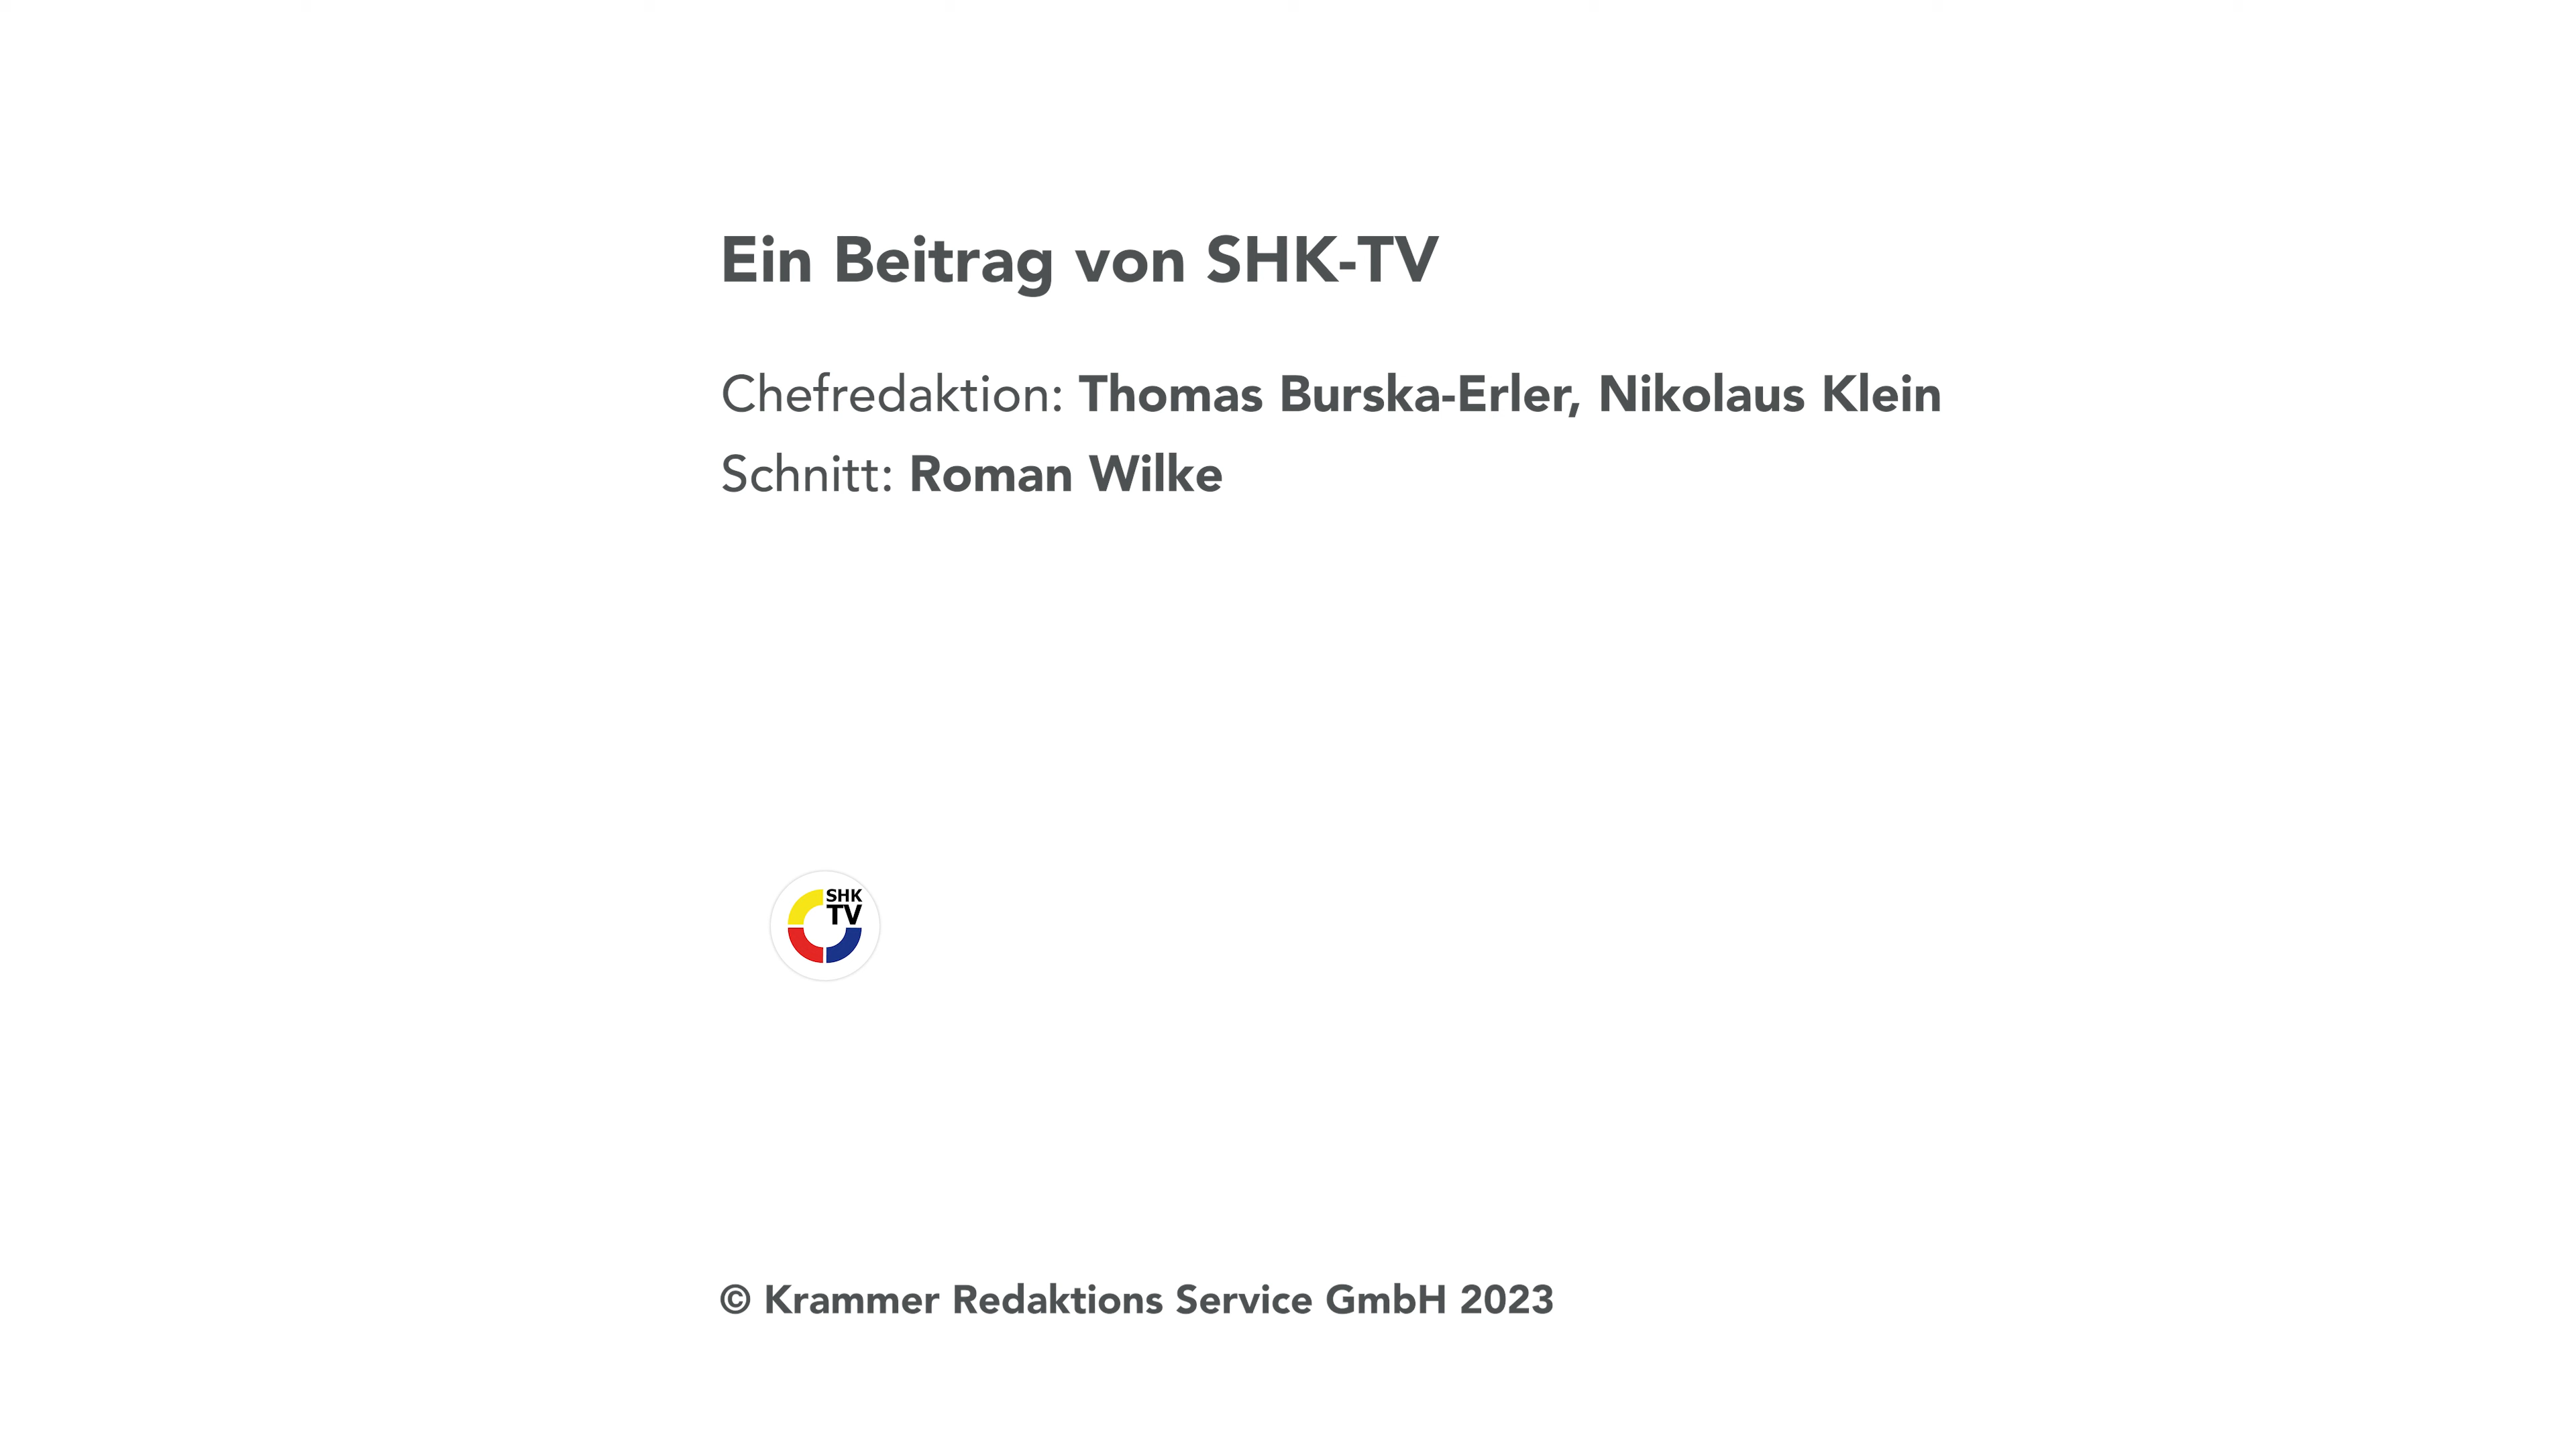 Ein Beitrag von SHK-TV
Chefredaktion: Thomas Burska-Erler, Nikolaus Klein
Schnitt: Roman Wilke
SHK
TV
© Krammer Redaktions Service GmbH 2023